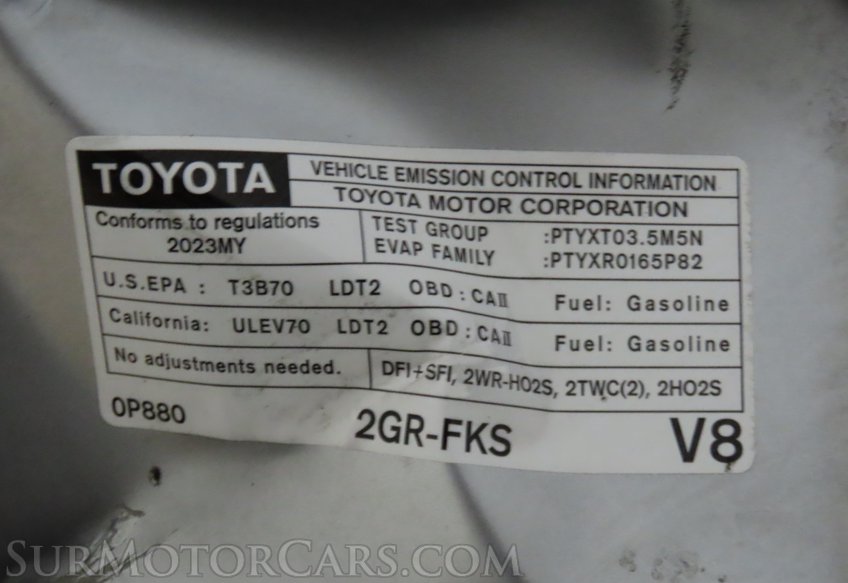 TOYOTA
VEHICLE EMISSION CONTROL INFORMATION
TOYOTA MOTOR CORPORATION
Conforms to regulations
2023MY
TEST GROUP :PTYXT03.5M5N
EVAP FAMILY :PTYXR0165P82
U.S.EPA : T3B70 LDT2 OBD : CAII Fuel: Gasoline
California: ULEV70 LDT2 OBD : CAII Fuel: Gasoline
No adjustments needed. DFI+SFI, 2WR-HO2S, 2TWC(2), 2HO2S
0P880 2GR-FKS V8
SurMotorCars.com